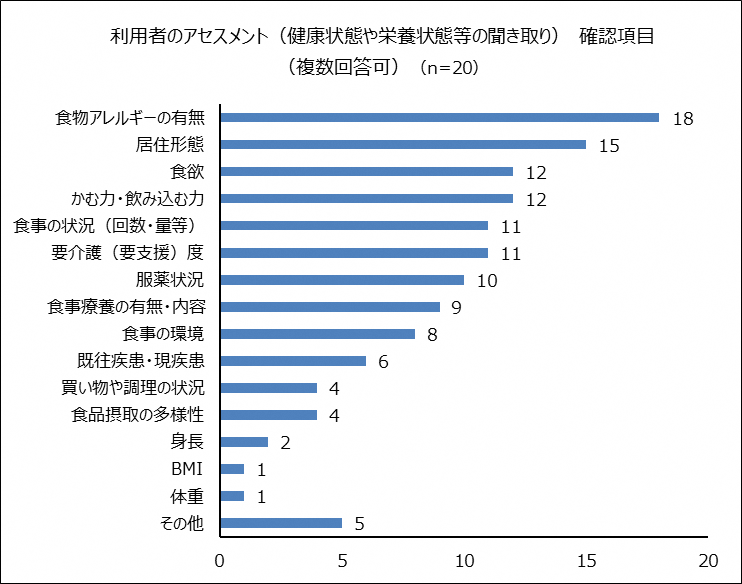 利用者のアセスメント（健康状態や栄養状態等の聞き取り）　確認項目
（複数回答可）　（n=20）
食物アレルギーの有無 18
居住形態 15
食欲 12
かむ力・飲み込む力 12
食事の状況（回数・量等） 11
要介護（要支援）度 11
服薬状況 10
食事療養の有無・内容 9
食事の環境 8
既往疾患・現疾患 6
買い物や調理の状況 4
食品摂取の多様性 4
身長 2
BMI 1
体重 1
その他 5
0 5 10 15 20